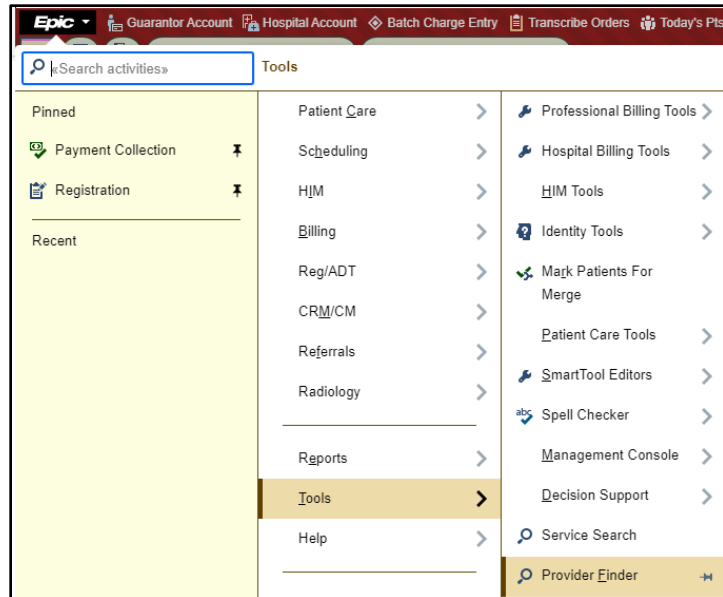 Epic Guarantor Account Hospital Account Batch Charge Entry Transcribe Orders Today's Pts
«Search activities»
Tools
Pinned
Payment Collection
Registration
Recent
Patient Care
Scheduling
HIM
Billing
Reg/ADT
CRM/CM
Referrals
Radiology
Reports
Tools
Help
Professional Billing Tools
Hospital Billing Tools
HIM Tools
Identity Tools
Mark Patients For
Merge
Patient Care Tools
SmartTool Editors
abc Spell Checker
Management Console
Decision Support
Service Search
Provider Finder